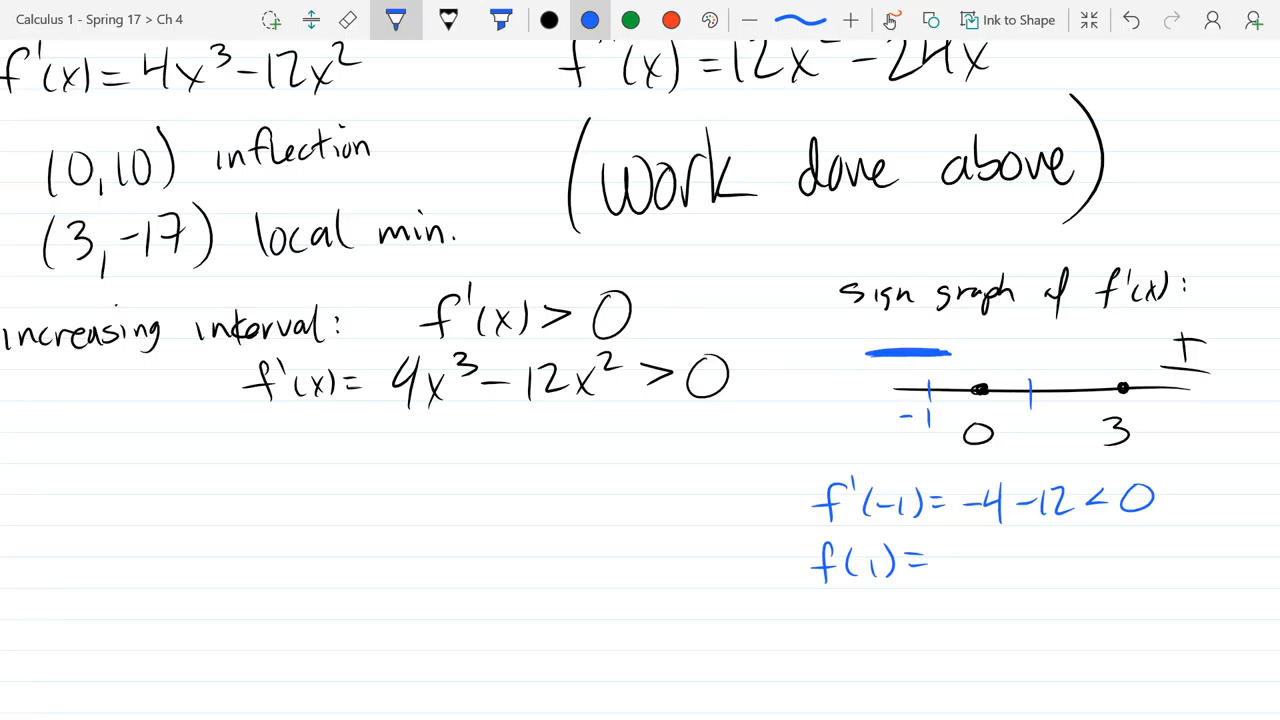 Calculus 1 - Spring 17 > Ch 4
Ink to Shape
f'(x) = 4x³ - 12x²
f''(x) = 12x² - 24x
(0, 10) inflection
(work done above)
(3, -17) local min.
sign graph of f'(x):
increasing interval: f'(x) > 0
f'(x) = 4x³ - 12x² > 0
+
-1
0 3
f'(-1) = -4 - 12 < 0
f(1) =